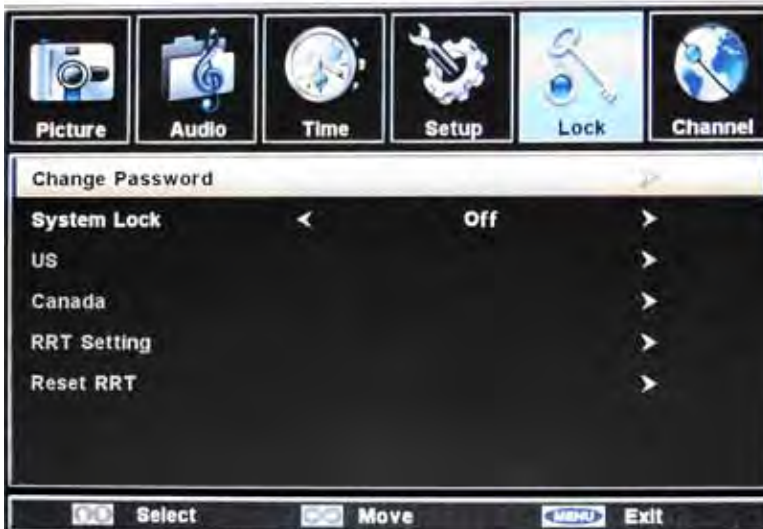 Picture Audio Time Setup Lock Channel
Change Password
System Lock Off
US
Canada
RRT Setting
Reset RRT
Select Move MENU Exit